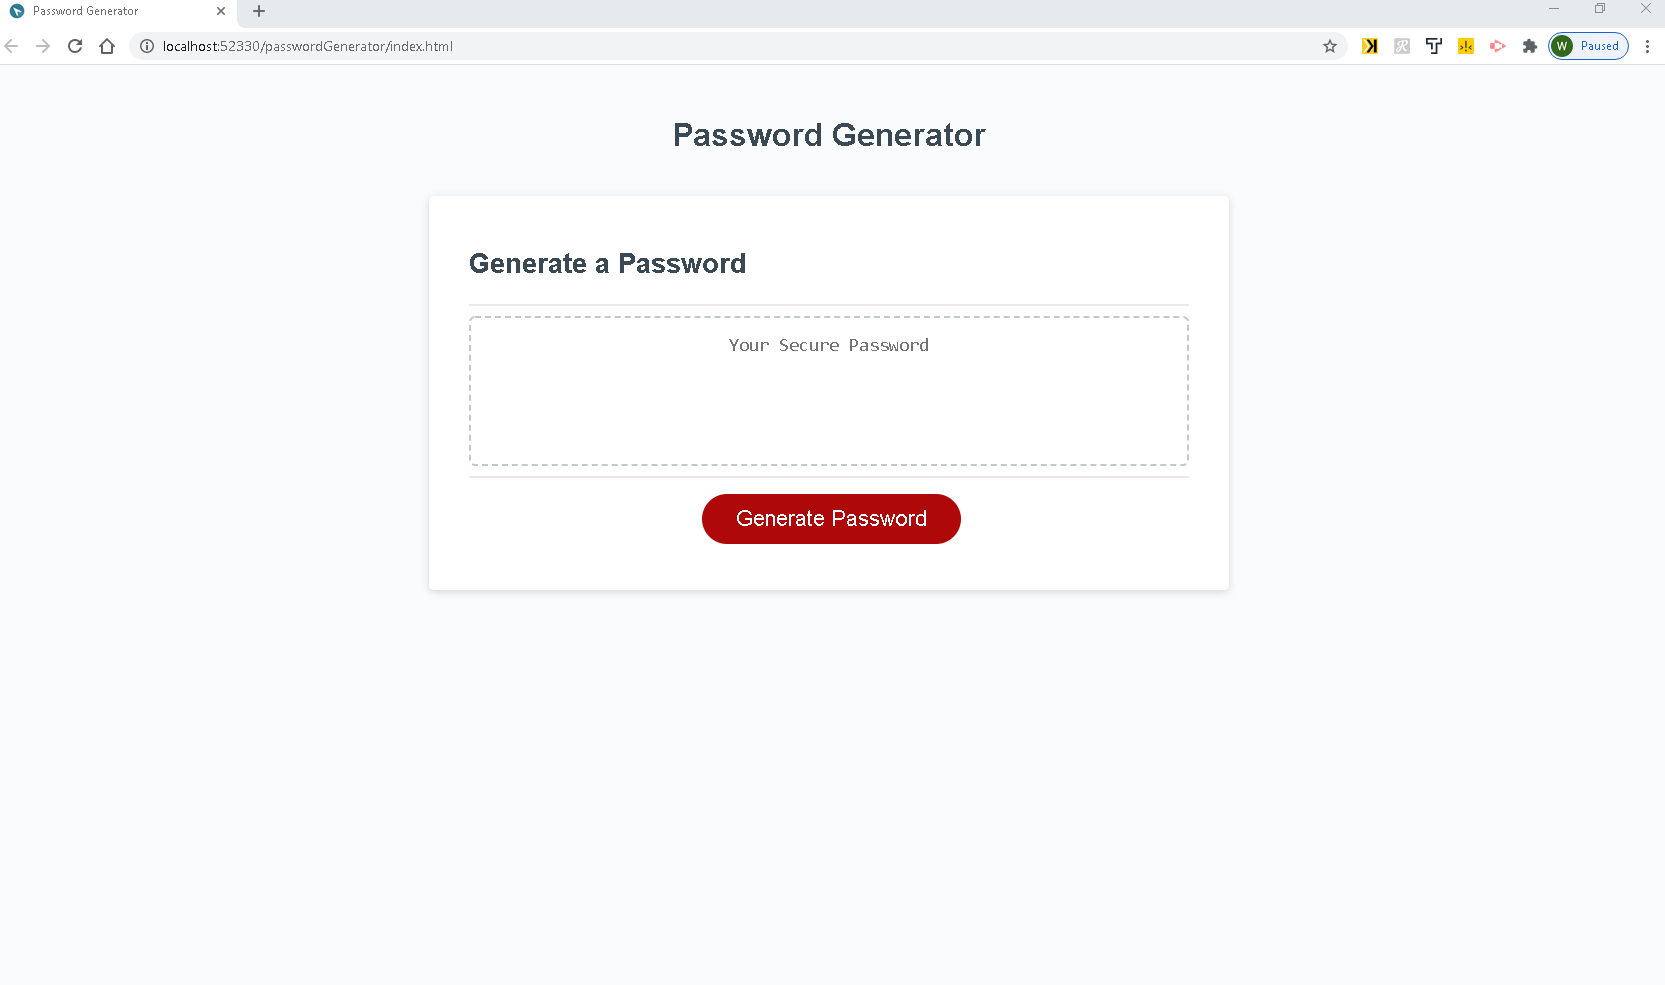 Password Generator
localhost:52330/passwordGenerator/index.html
W Paused
Password Generator
Generate a Password
Your Secure Password
Generate Password